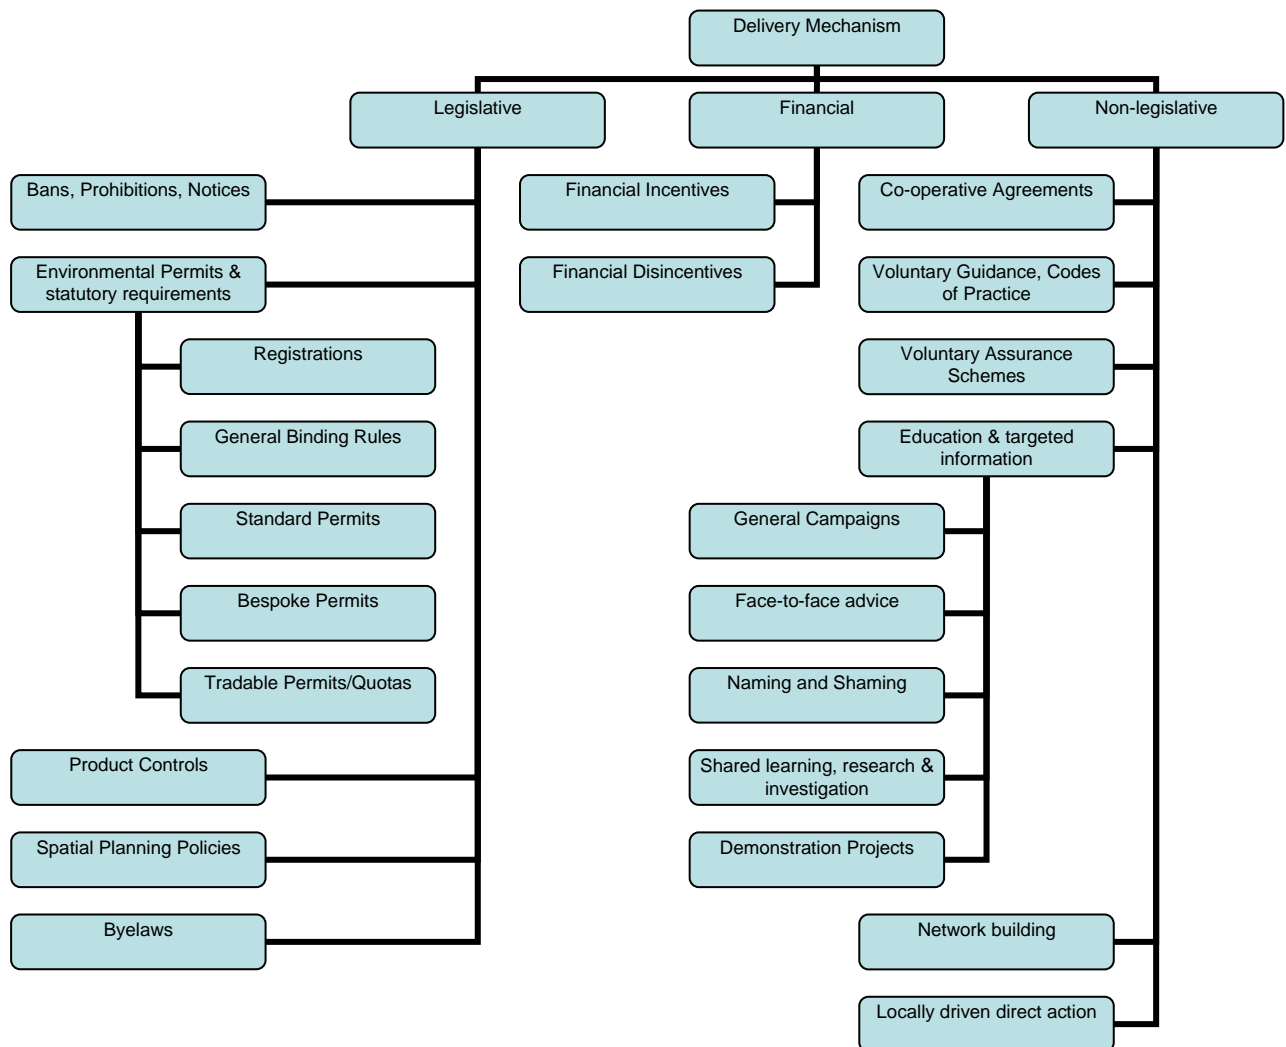 Delivery Mechanism
Legislative
Financial
Non-legislative
Bans, Prohibitions, Notices
Financial Incentives
Co-operative Agreements
Environmental Permits &
statutory requirements
Financial Disincentives
Voluntary Guidance, Codes
of Practice
Registrations
Voluntary Assurance
Schemes
General Binding Rules
Education & targeted
information
Standard Permits
General Campaigns
Bespoke Permits
Face-to-face advice
Tradable Permits/Quotas
Naming and Shaming
Product Controls
Shared learning, research &
investigation
Spatial Planning Policies
Demonstration Projects
Byelaws
Network building
Locally driven direct action